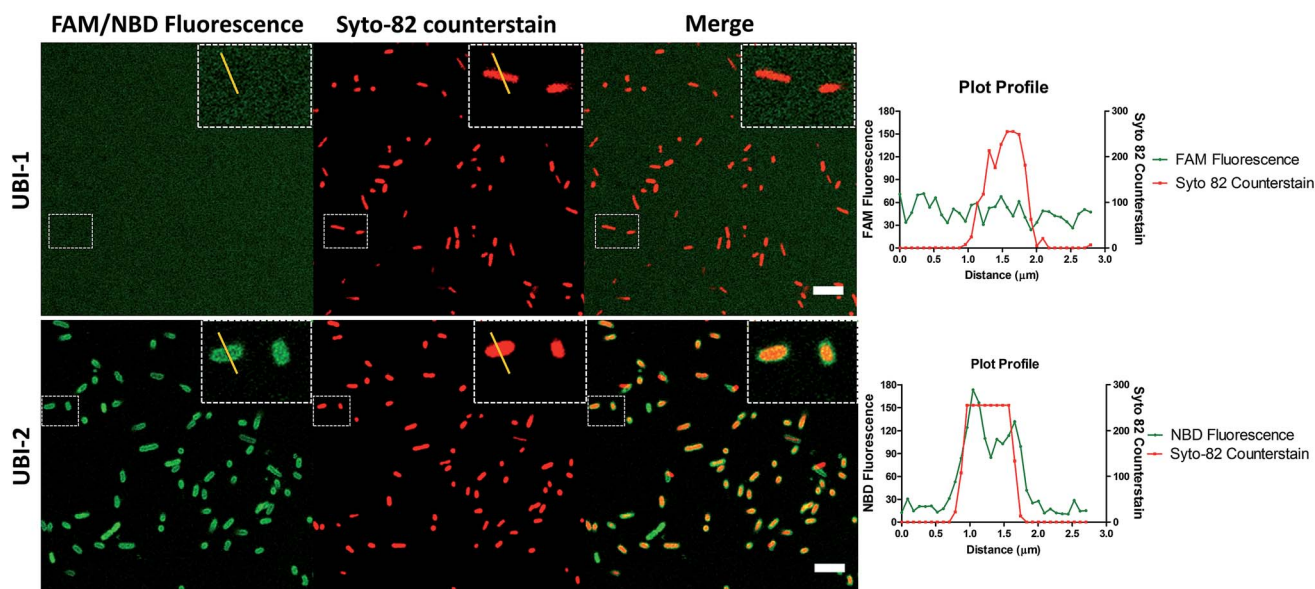 FAM/NBD Fluorescence Syto-82 counterstain Merge
UBI-1
Plot Profile
180
150
120
90
60
30
0
FAM Fluorescence
300
200
100
0
Syto 82 Counterstain
0.0 0.5 1.0 1.5 2.0 2.5 3.0
Distance (μm)
FAM Fluorescence
Syto 82 Counterstain
UBI-2
Plot Profile
180
150
120
90
60
30
0
NBD Fluorescence
300
200
100
0
Syto 82 Counterstain
0.0 0.5 1.0 1.5 2.0 2.5 3.0
Distance (μm)
NBD Fluorescence
Syto-82 Counterstain